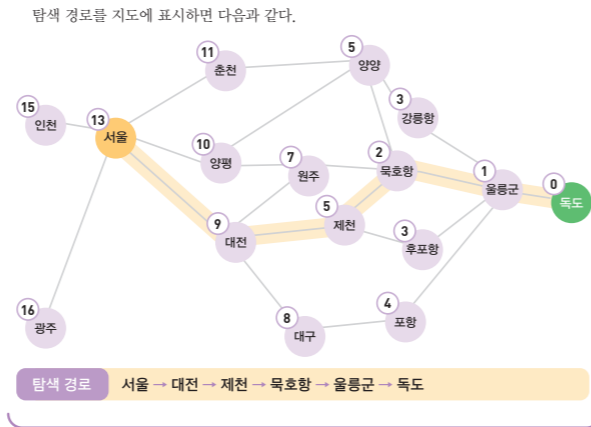 탐색 경로를 지도에 표시하면 다음과 같다.
11
춘천
5
양양
15
인천
13
서울
3
강릉항
10
양평
7
원주
2
묵호항
1
울릉군
0
독도
9
대전
5
제천
3
후포항
16
광주
8
대구
4
포항
탐색 경로 서울 → 대전 → 제천 → 묵호항 → 울릉군 → 독도